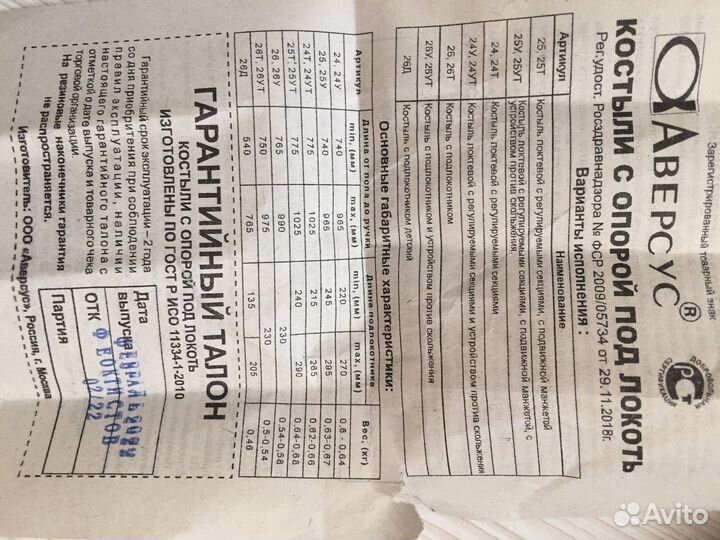 Зарегистрированный товарный знак
АВЕРСУС ®
ДОБРОВОЛЬНАЯ СЕРТИФИКАЦИЯ
КОСТЫЛИ С ОПОРОЙ ПОД ЛОКОТЬ
Рег.удост. Росздравнадзора № ФСР 2009/05734 от 29.11.2018г.
Варианты исполнения :
Артикул Наименование
25, 25Т Костыль локтевой с регулируемыми секциями, с подвижной манжетой
25У, 25УТ Костыль локтевой с регулируемыми секциями, с подвижной манжетой, с
устройством против скольжения.
24, 24Т Костыль локтевой с регулируемыми секциями
24У, 24УТ Костыль локтевой с регулируемыми секциями и устройством против скольжения
26, 26Т Костыль с подлокотником
26У, 26УТ Костыль с подлокотником и устройством против скольжения
26Д Костыль с подлокотником детский
Основные габаритные характеристики:
Артикул Длина от пола до ручки Длина подлокотника Вес, (кг)
min, (мм) max, (мм) min, (мм) max, (мм)
24, 24У 740 965 220 270 0,6 - 0,64
25, 25У 740 965 245 295 0,63-0,67
24Т, 24УТ 775 1025 215 265 0,62-0,66
25Т, 25УТ 775 1025 240 290 0,64-0,68
26, 26У 765 990 230 0,54-0,58
26Т, 26УТ 750 975 230 0,5-0,54
26Д 540 765 135 205 0,46
ГАРАНТИЙНЫЙ ТАЛОН
КОСТЫЛИ С ОПОРОЙ ПОД ЛОКОТЬ
ИЗГОТОВЛЕНЫ ПО ГОСТ Р ИСО 11334-1-2010
Гарантийный срок эксплуатации – 2 года
со дня приобретения при соблюдении
правил эксплуатации, наличии
настоящего гарантийного талона с
отметкой о дате выпуска и товарного чека
торговой организации.
На резиновые наконечники гарантия
не распространяется.
Изготовитель: ООО «Аверсус», Россия, г. Москва
Дата
выпуска ФЕВРАЛЬ 2022
ОТК ФЕОКТИСТОВ
Партия 02/22
Avito